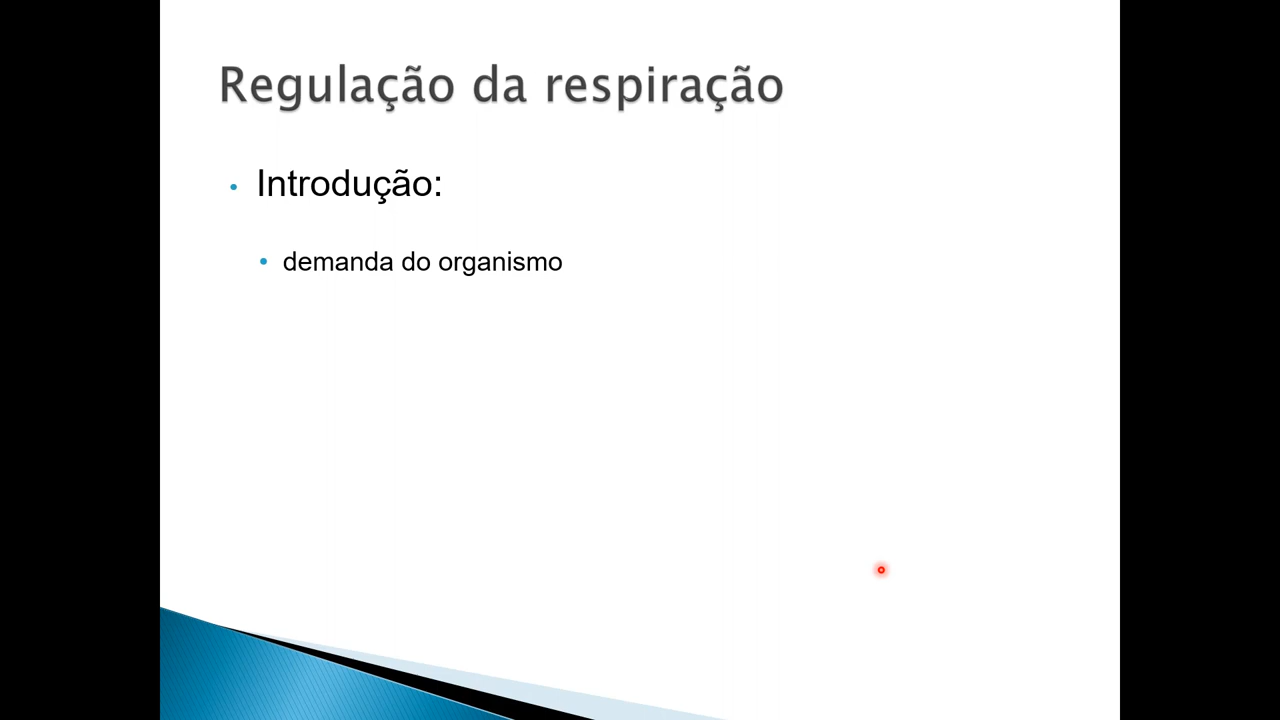 Regulação da respiração
• Introdução:
• demanda do organismo